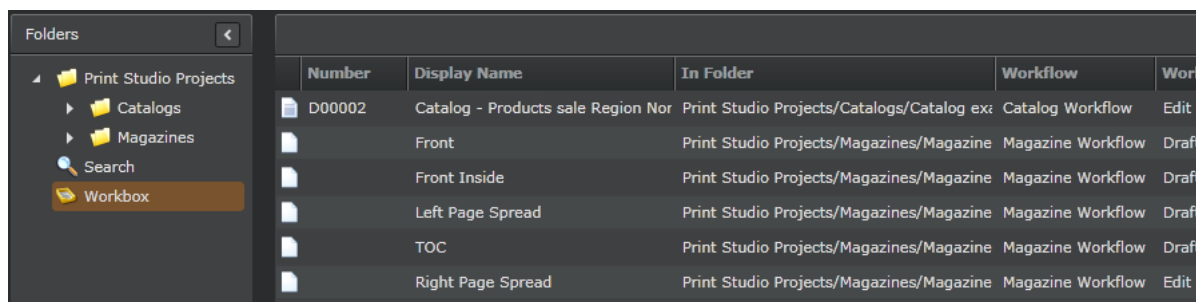 Folders
Print Studio Projects
Catalogs
Magazines
Search
Workbox
Number Display Name In Folder Workflow
D00002 Catalog - Products sale Region Nor Print Studio Projects/Catalogs/Catalog Catalog Workflow Edit
Front Print Studio Projects/Magazines/Magazine Magazine Workflow
Front Inside Print Studio Projects/Magazines/Magazine Magazine Workflow
Left Page Spread Print Studio Projects/Magazines/Magazine Magazine Workflow
TOC Print Studio Projects/Magazines/Magazine Magazine Workflow
Right Page Spread Print Studio Projects/Magazines/Magazine Magazine Workflow Edit